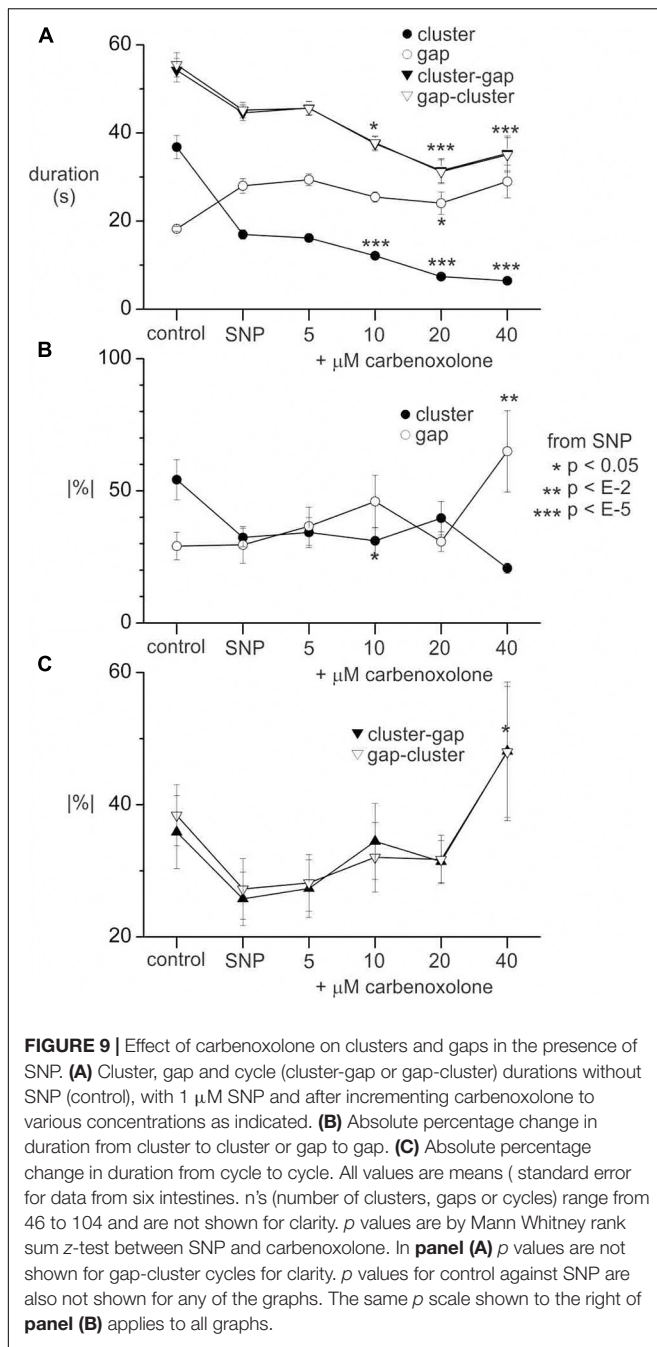 A
60
40
duration
(s)
20
0
cluster
gap
cluster-gap
gap-cluster
*
***
***
*
***
***
***
control SNP 5 10 20 40
+ μM carbenoxolone
B
100
|%|
50
0
cluster
gap
**
*
from SNP
* p < 0.05
** p < E-2
*** p < E-5
control SNP 5 10 20 40
+ μM carbenoxolone
C
60
|%|
40
20
cluster-gap
gap-cluster
*
control SNP 5 10 20 40
+ μM carbenoxolone
FIGURE 9 | Effect of carbenoxolone on clusters and gaps in the presence of
SNP. (A) Cluster, gap and cycle (cluster-gap or gap-cluster) durations without
SNP (control), with 1 μM SNP and after incrementing carbenoxolone to
various concentrations as indicated. (B) Absolute percentage change in
duration from cluster to cluster or gap to gap. (C) Absolute percentage
change in duration from cycle to cycle. All values are means ( standard error
for data from six intestines. n's (number of clusters, gaps or cycles) range from
46 to 104 and are not shown for clarity. p values are by Mann Whitney rank
sum z-test between SNP and carbenoxolone. In panel (A) p values are not
shown for gap-cluster cycles for clarity. p values for control against SNP are
also not shown for any of the graphs. The same p scale shown to the right of
panel (B) applies to all graphs.